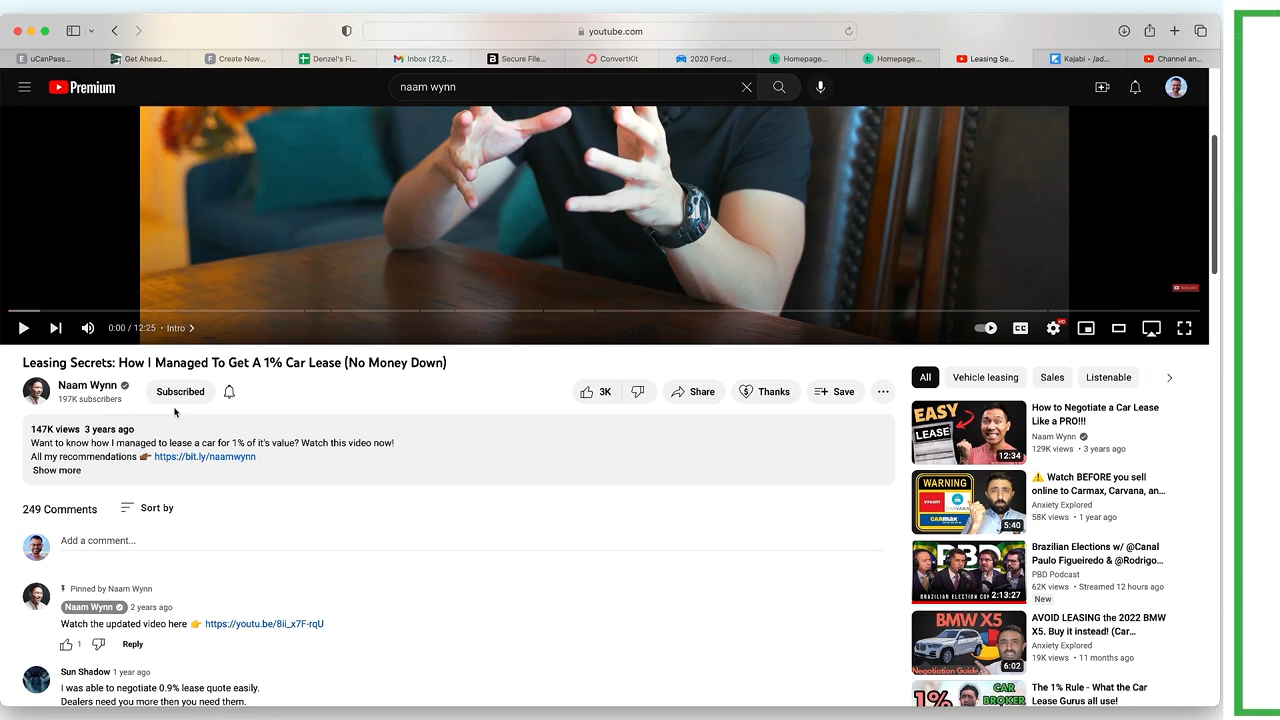 youtube.com
uCanPass...
Get Ahead...
Create New...
Denzel's Fi...
Inbox (22,5...
Secure File...
ConvertKit
2020 Ford...
Homepage...
Homepage...
Leasing Se...
Kajabi - /ad...
Channel an...
Premium
naam wynn
0:00 / 12:25 • Intro
Leasing Secrets: How I Managed To Get A 1% Car Lease (No Money Down)
Naam Wynn
197K subscribers
Subscribed
3K
Share
Thanks
Save
147K views 3 years ago
Want to know how I managed to lease a car for 1% of it's value? Watch this video now!
All my recommendations 👉🏾 https://bit.ly/naamwynn
Show more
249 Comments
Sort by
Add a comment...
Pinned by Naam Wynn
Naam Wynn 2 years ago
Watch the updated video here 👉 https://youtu.be/8ii_x7F-rqU
1
Reply
Sun Shadow 1 year ago
I was able to negotiate 0.9% lease quote easily.
Dealers need you more then you need them.
All
Vehicle leasing
Sales
Listenable
EASY
LEASE
12:34
How to Negotiate a Car Lease
Like a PRO!!!
Naam Wynn
129K views • 3 years ago
WARNING
vroom
CARVANA
CARMAX
5:40
⚠️ Watch BEFORE you sell
online to Carmax, Carvana, an...
Anxiety Explored
58K views • 1 year ago
PBD
BRAZILIAN ELECTION
2:13:27
Brazilian Elections w/ @Canal
Paulo Figueiredo & @Rodrigo...
PBD Podcast
62K views • Streamed 12 hours ago
New
BMW X5
Negotiation Guide
6:02
AVOID LEASING the 2022 BMW
X5. Buy it instead! (Car...
Anxiety Explored
19K views • 11 months ago
1%
CAR
BROKER
The 1% Rule - What the Car
Lease Gurus all use!